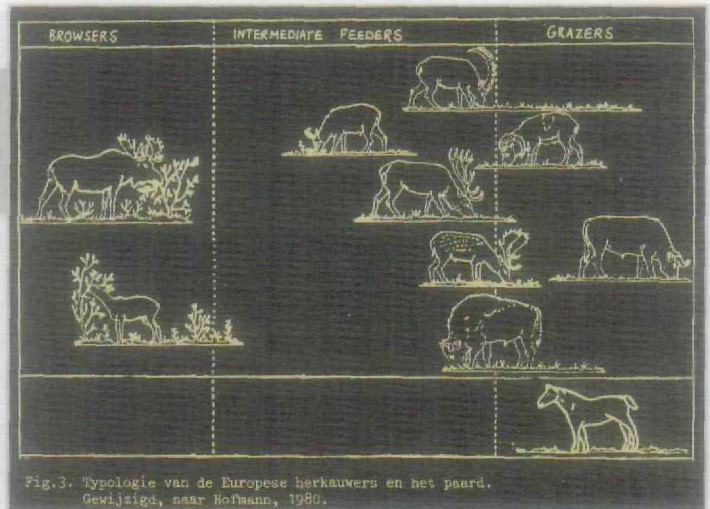 BROWSERS INTERMEDIATE FEEDERS GRAZERS
Fig.3. Typologie van de Europese herkauwers en het paard.
Gewijzigd, naar Hofmann, 1980.